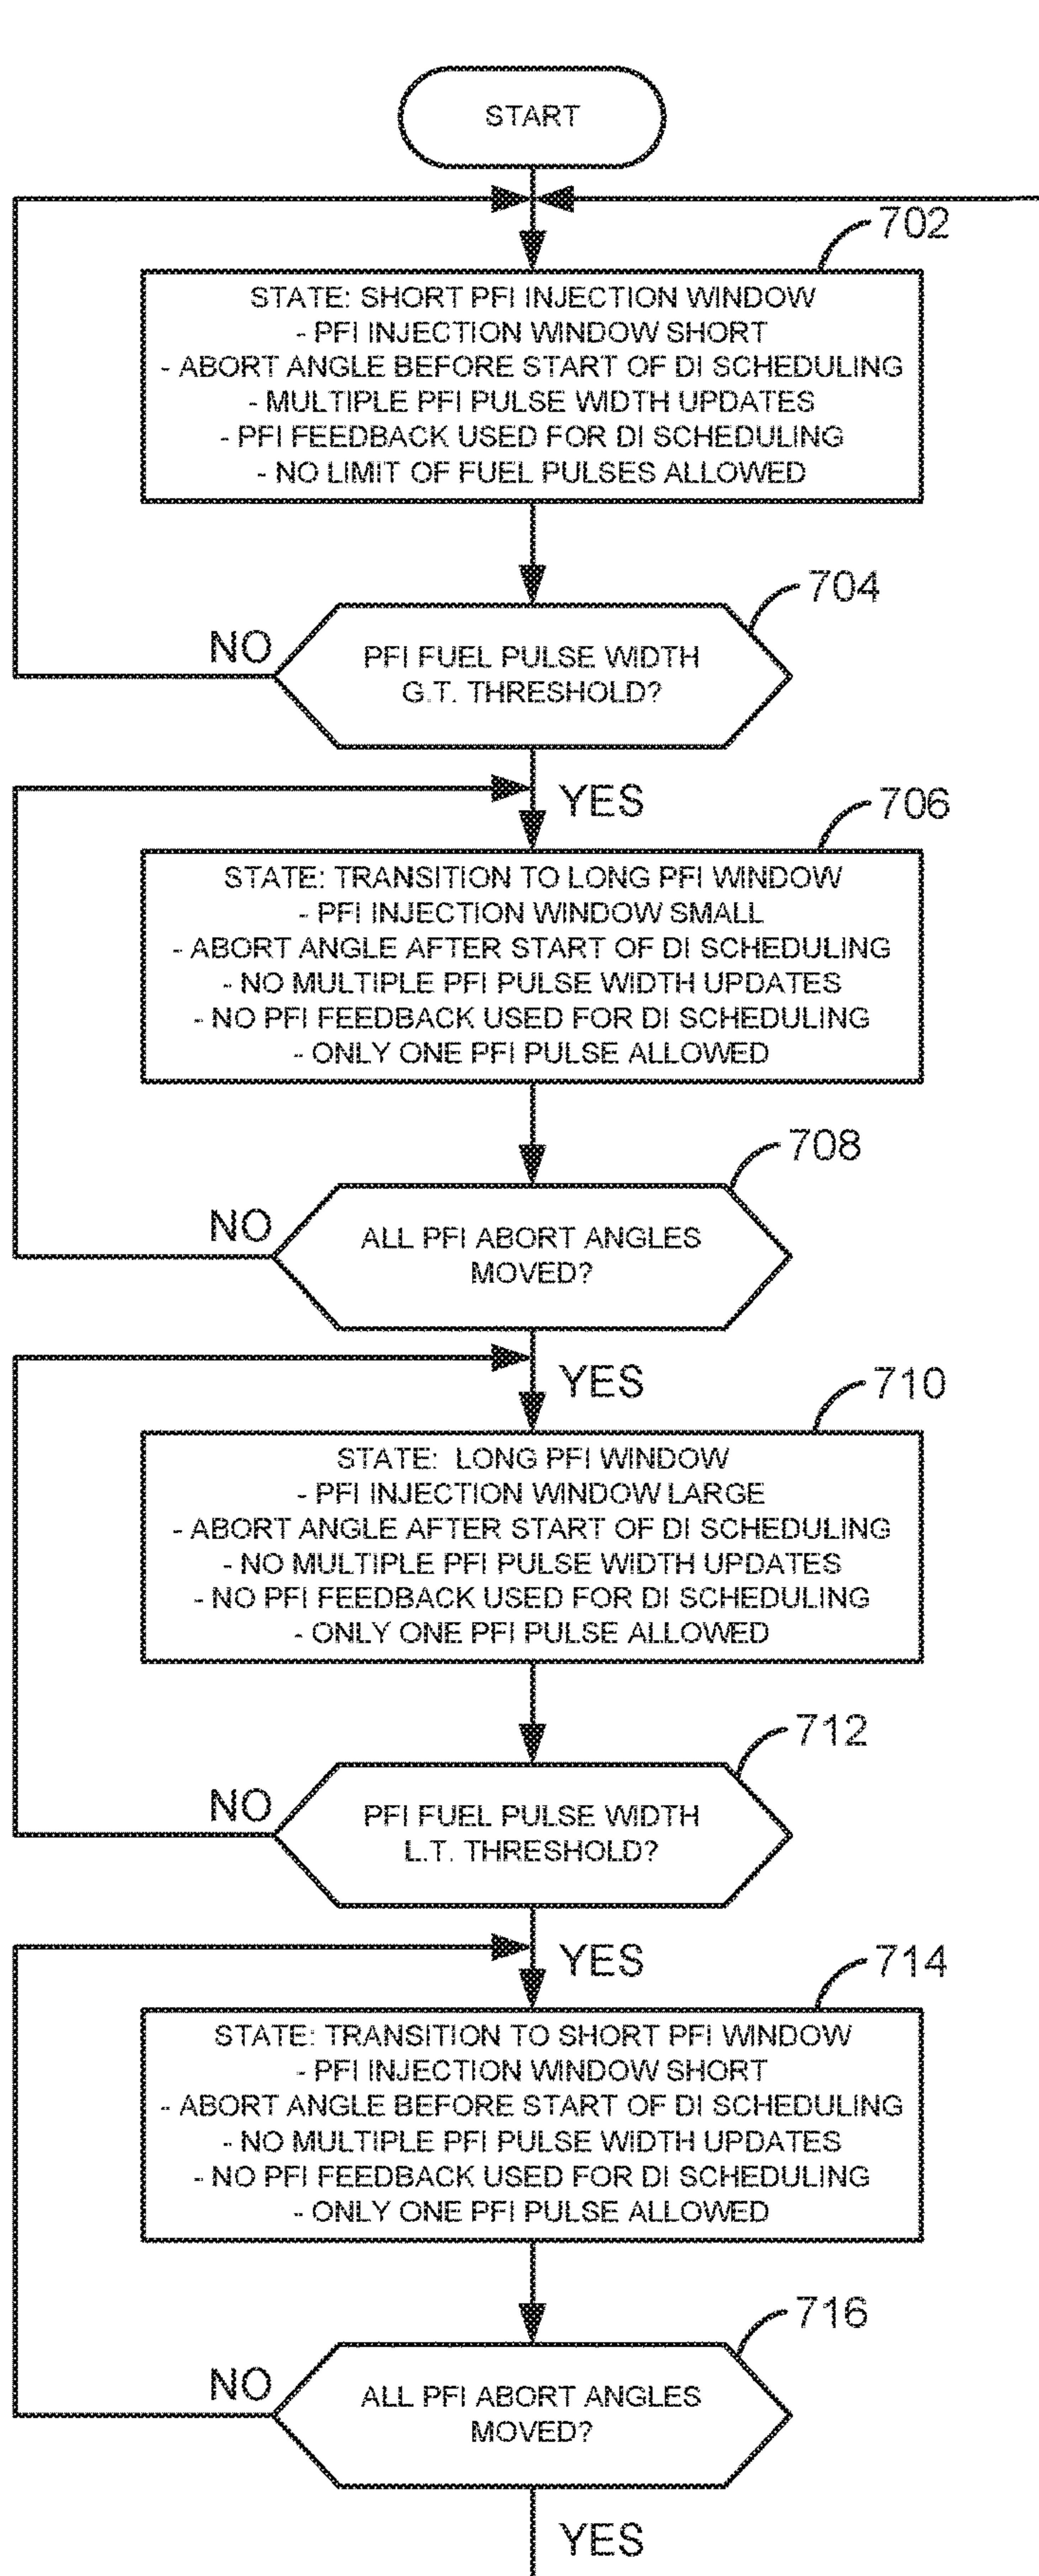 START
702
STATE: SHORT PFI INJECTION WINDOW
- PFI INJECTION WINDOW SHORT
- ABORT ANGLE BEFORE START OF DI SCHEDULING
- MULTIPLE PFI PULSE WIDTH UPDATES
- PFI FEEDBACK USED FOR DI SCHEDULING
- NO LIMIT OF FUEL PULSES ALLOWED
704
NO
PFI FUEL PULSE WIDTH
G.T. THRESHOLD?
YES
706
STATE: TRANSITION TO LONG PFI WINDOW
- PFI INJECTION WINDOW SMALL
- ABORT ANGLE AFTER START OF DI SCHEDULING
- NO MULTIPLE PFI PULSE WIDTH UPDATES
- NO PFI FEEDBACK USED FOR DI SCHEDULING
- ONLY ONE PFI PULSE ALLOWED
708
NO
ALL PFI ABORT ANGLES
MOVED?
YES
710
STATE: LONG PFI WINDOW
- PFI INJECTION WINDOW LARGE
- ABORT ANGLE AFTER START OF DI SCHEDULING
- NO MULTIPLE PFI PULSE WIDTH UPDATES
- NO PFI FEEDBACK USED FOR DI SCHEDULING
- ONLY ONE PFI PULSE ALLOWED
712
NO
PFI FUEL PULSE WIDTH
L.T. THRESHOLD?
YES
714
STATE: TRANSITION TO SHORT PFI WINDOW
- PFI INJECTION WINDOW SHORT
- ABORT ANGLE BEFORE START OF DI SCHEDULING
- NO MULTIPLE PFI PULSE WIDTH UPDATES
- NO PFI FEEDBACK USED FOR DI SCHEDULING
- ONLY ONE PFI PULSE ALLOWED
716
NO
ALL PFI ABORT ANGLES
MOVED?
YES